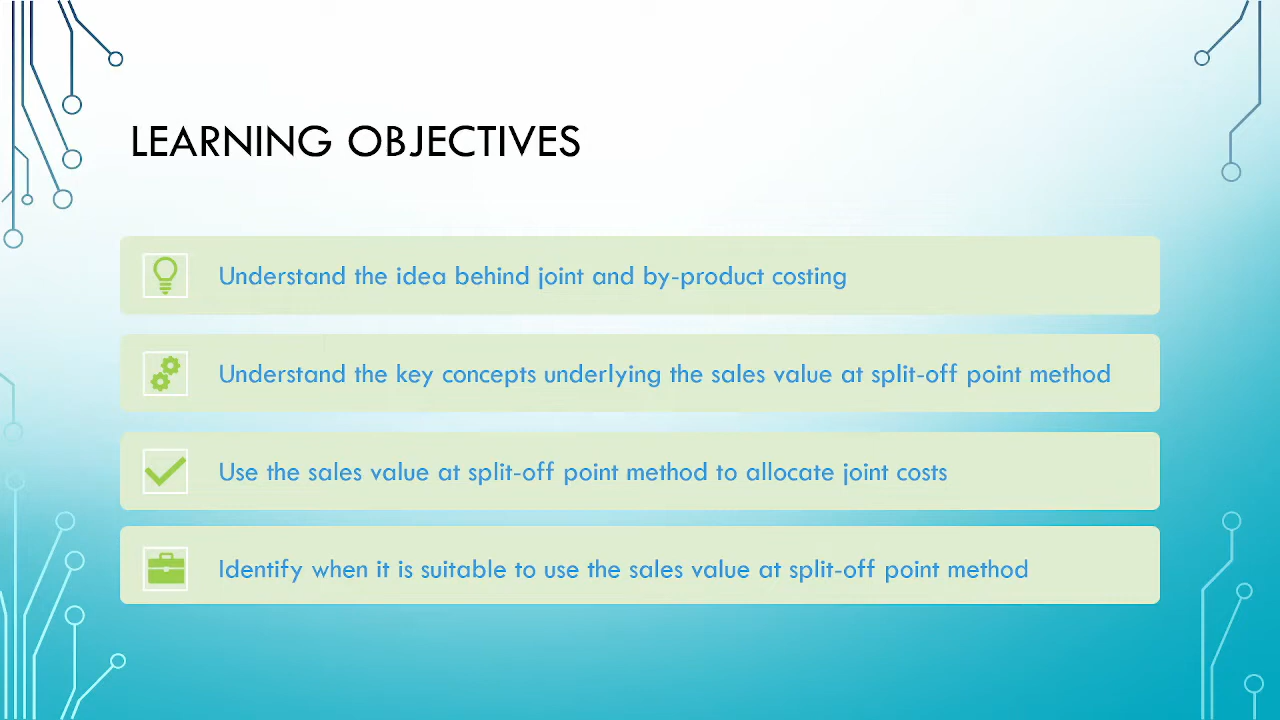 LEARNING OBJECTIVES
Understand the idea behind joint and by-product costing
Understand the key concepts underlying the sales value at split-off point method
Use the sales value at split-off point method to allocate joint costs
Identify when it is suitable to use the sales value at split-off point method